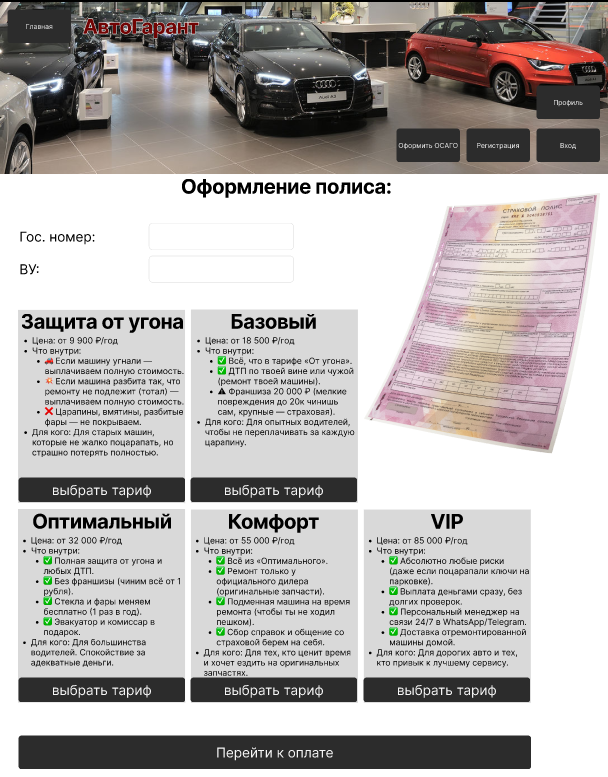 Главная
АвтоГарант
Audi A3
Профиль
Оформить ОСАГО
Регистрация
Вход
Оформление полиса:
СТРАХОВОЙ ПОЛИС
Гос. номер:
ВУ:
Защита от угона
• Цена: от 9 900 ₽/год
• Что внутри:
• 🚗 Если машину угнали —
выплачиваем полную стоимость.
• 💥 Если машина разбита так, что
ремонту не подлежит (тотал) —
выплачиваем полную стоимость.
• ❌ Царапины, вмятины, разбитые
фары — не покрываем.
• Для кого: Для старых машин,
которые не жалко поцарапать, но
страшно потерять полностью.
выбрать тариф
Базовый
• Цена: от 18 500 ₽/год
• Что внутри:
• ✅ Всё, что в тарифе «От угона».
• ✅ ДТП по твоей вине или чужой
(ремонт твоей машины).
• ⚠ Франшиза 20 000 ₽ (мелкие
повреждения до 20к чинишь
сам, крупные — страховая).
• Для кого: Для опытных водителей,
чтобы не переплачивать за каждую
царапину.
выбрать тариф
Оптимальный
• Цена: от 32 000 ₽/год
• Что внутри:
• ✅ Полная защита от угона и
любых ДТП.
• ✅ Без франшизы (чиним всё от 1
рубля).
• ✅ Стекла и фары меняем
бесплатно (1 раз в год).
• ✅ Эвакуатор и комиссар в
подарок.
• Для кого: Для большинства
водителей. Спокойствие за
адекватные деньги.
выбрать тариф
Комфорт
• Цена: от 55 000 ₽/год
• Что внутри:
• ✅ Всё из «Оптимального».
• ✅ Ремонт только у
официального дилера
(оригинальные запчасти).
• ✅ Подменная машина на время
ремонта (чтобы ты не ходил
пешком).
• ✅ Сбор справок и общение со
страховой берем на себя.
• Для кого: Для тех, кто ценит время
и хочет ездить на оригинальных
запчастях.
выбрать тариф
VIP
• Цена: от 85 000 ₽/год
• Что внутри:
• ✅ Абсолютно любые риски
(даже если поцарапали ключи на
парковке).
• ✅ Выплата деньгами сразу, без
долгих проверок.
• ✅ Персональный менеджер на
связи 24/7 в WhatsApp/Telegram.
• ✅ Доставка отремонтированной
машины домой.
• Для кого: Для дорогих авто и тех,
кто привык к лучшему сервису.
выбрать тариф
Перейти к оплате